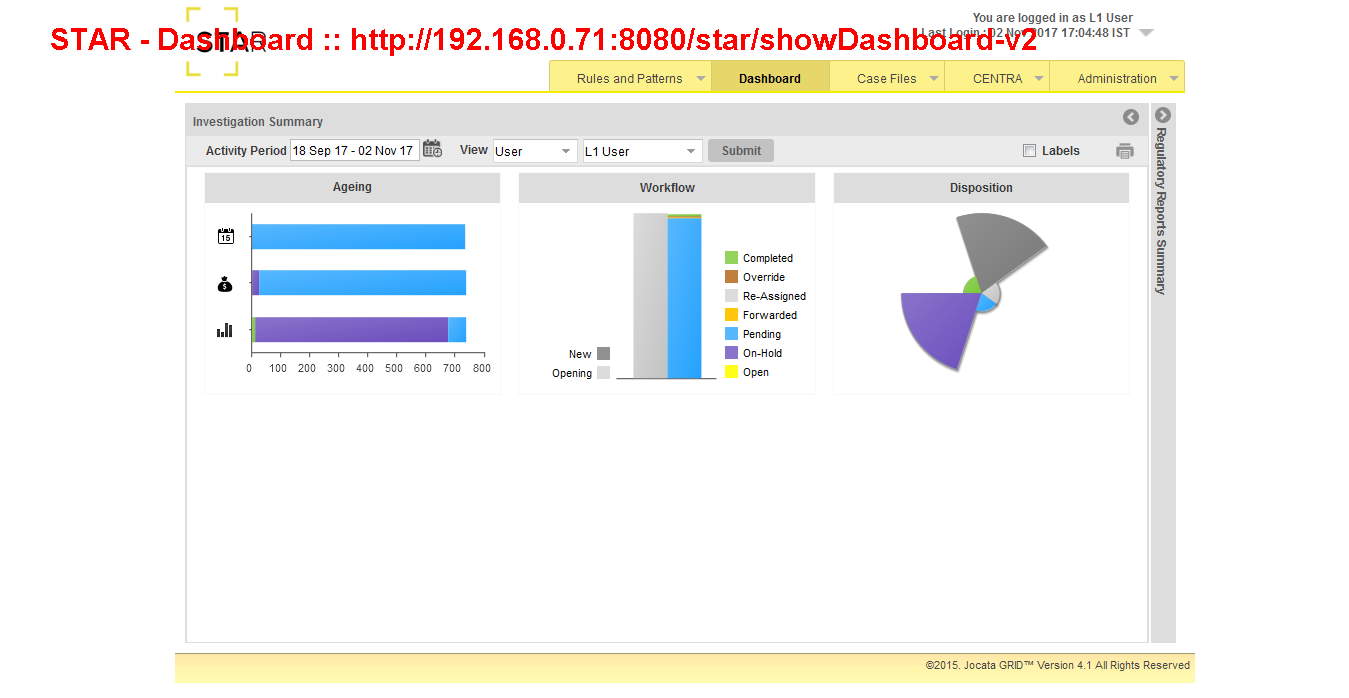 You are logged in as L1 User
STAR
STAR - Dashboard :: http://192.168.0.71:8080/star/showDashboard-v2
Last Login : 02 Nov 2017 17:04:48 IST
Rules and Patterns Dashboard Case Files CENTRA Administration
Investigation Summary
Activity Period 18 Sep 17 - 02 Nov 17 View User L1 User Submit Labels
Regulatory Reports Summary
Ageing Workflow Disposition
15
$
0 100 200 300 400 500 600 700 800
New
Opening
Completed
Override
Re-Assigned
Forwarded
Pending
On-Hold
Open
©2015. Jocata GRID™ Version 4.1 All Rights Reserved